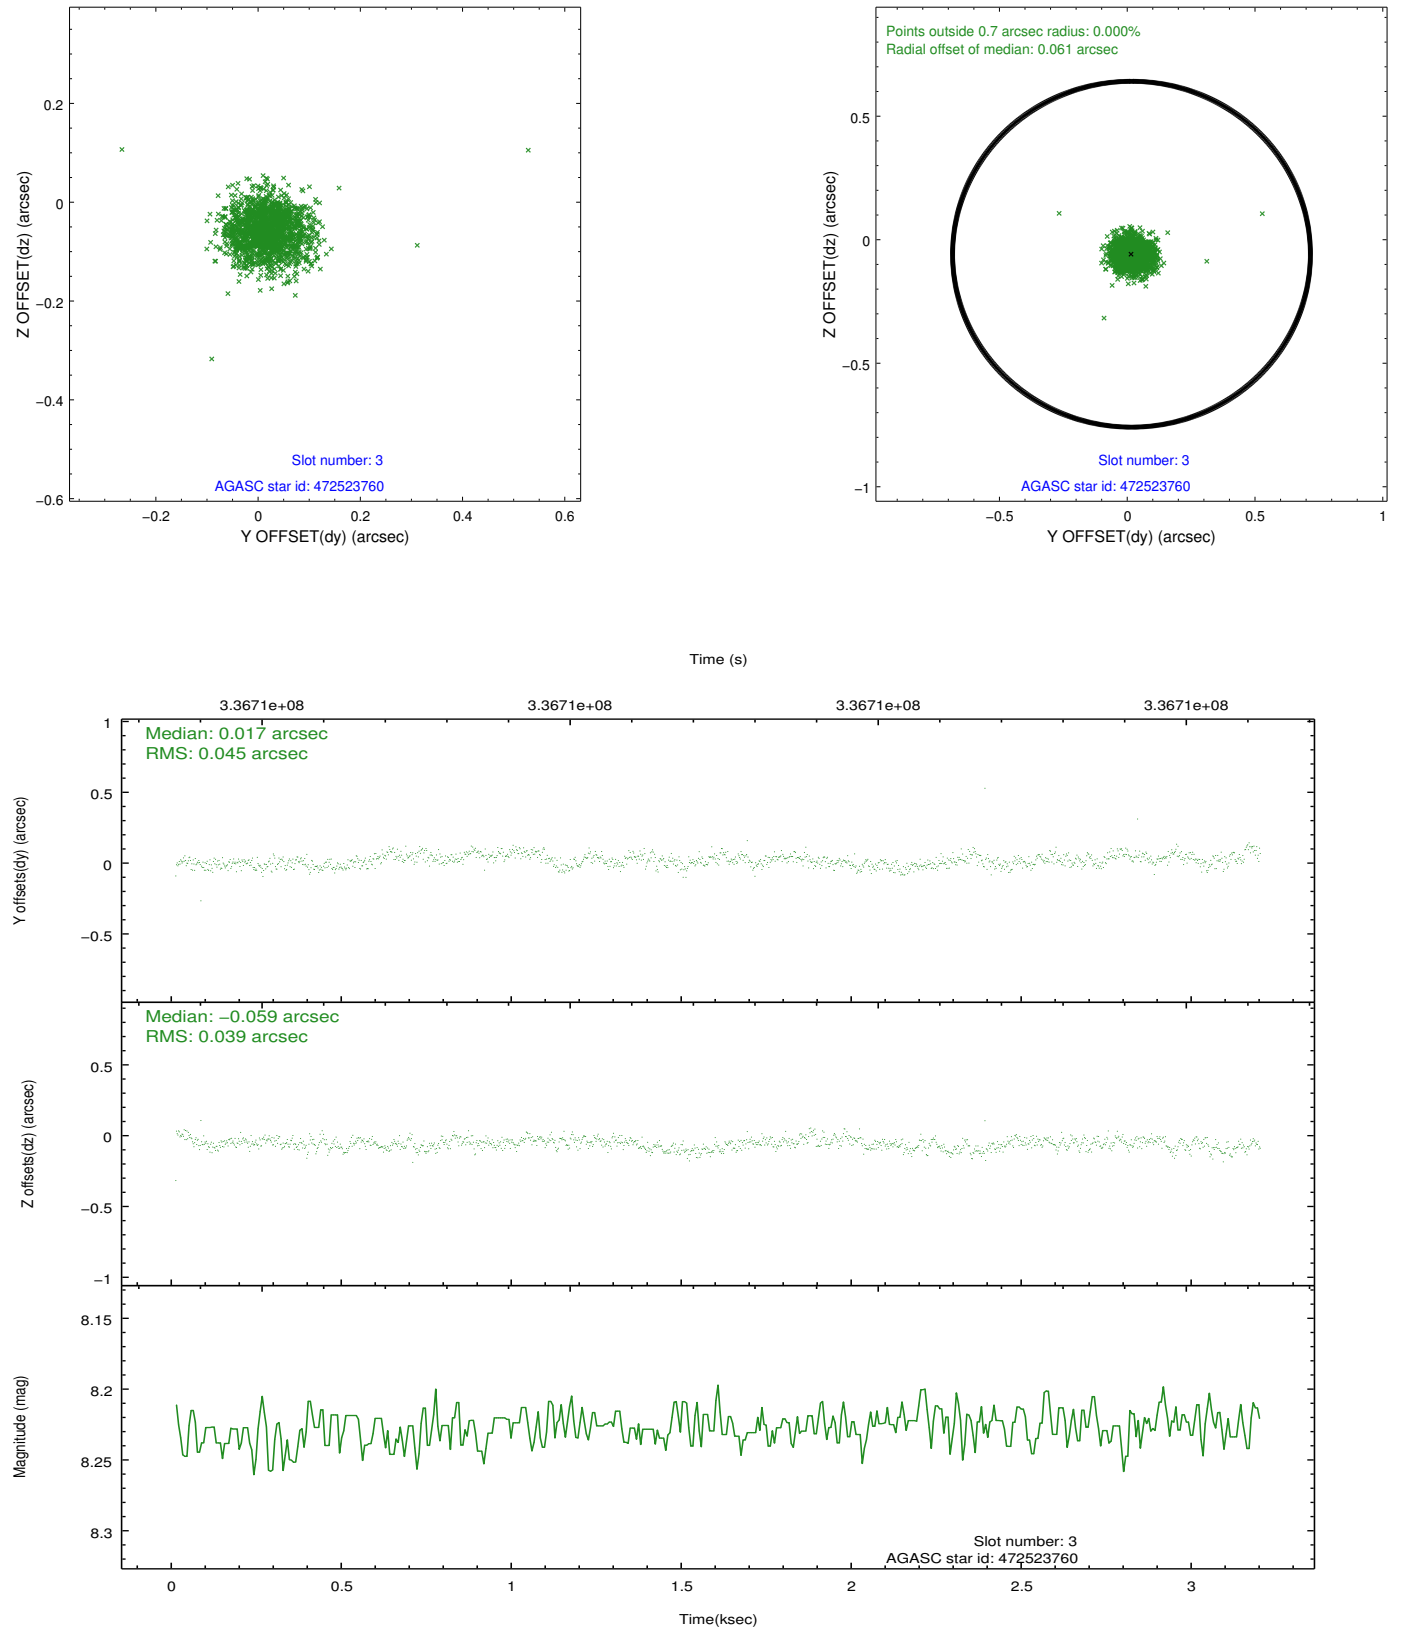 0.2
0
−0.2
−0.4
−0.6
Z OFFSET(dz) (arcsec)
Slot number: 3
AGASC star id: 472523760
−0.2
0
0.2
0.4
0.6
Y OFFSET(dy) (arcsec)
Points outside 0.7 arcsec radius: 0.000%
Radial offset of median: 0.061 arcsec
0.5
0
−0.5
−1
Z OFFSET(dz) (arcsec)
Slot number: 3
AGASC star id: 472523760
−0.5
0
0.5
1
Y OFFSET(dy) (arcsec)
Time (s)
3.3671e+08
3.3671e+08
3.3671e+08
3.3671e+08
Median: 0.017 arcsec
RMS: 0.045 arcsec
1
0.5
0
−0.5
Y offsets(dy) (arcsec)
Median: −0.059 arcsec
RMS: 0.039 arcsec
0.5
0
−0.5
−1
Z offsets(dz) (arcsec)
8.15
8.2
8.25
8.3
Magnitude (mag)
Slot number: 3
AGASC star id: 472523760
0
0.5
1
1.5
2
2.5
3
Time(ksec)